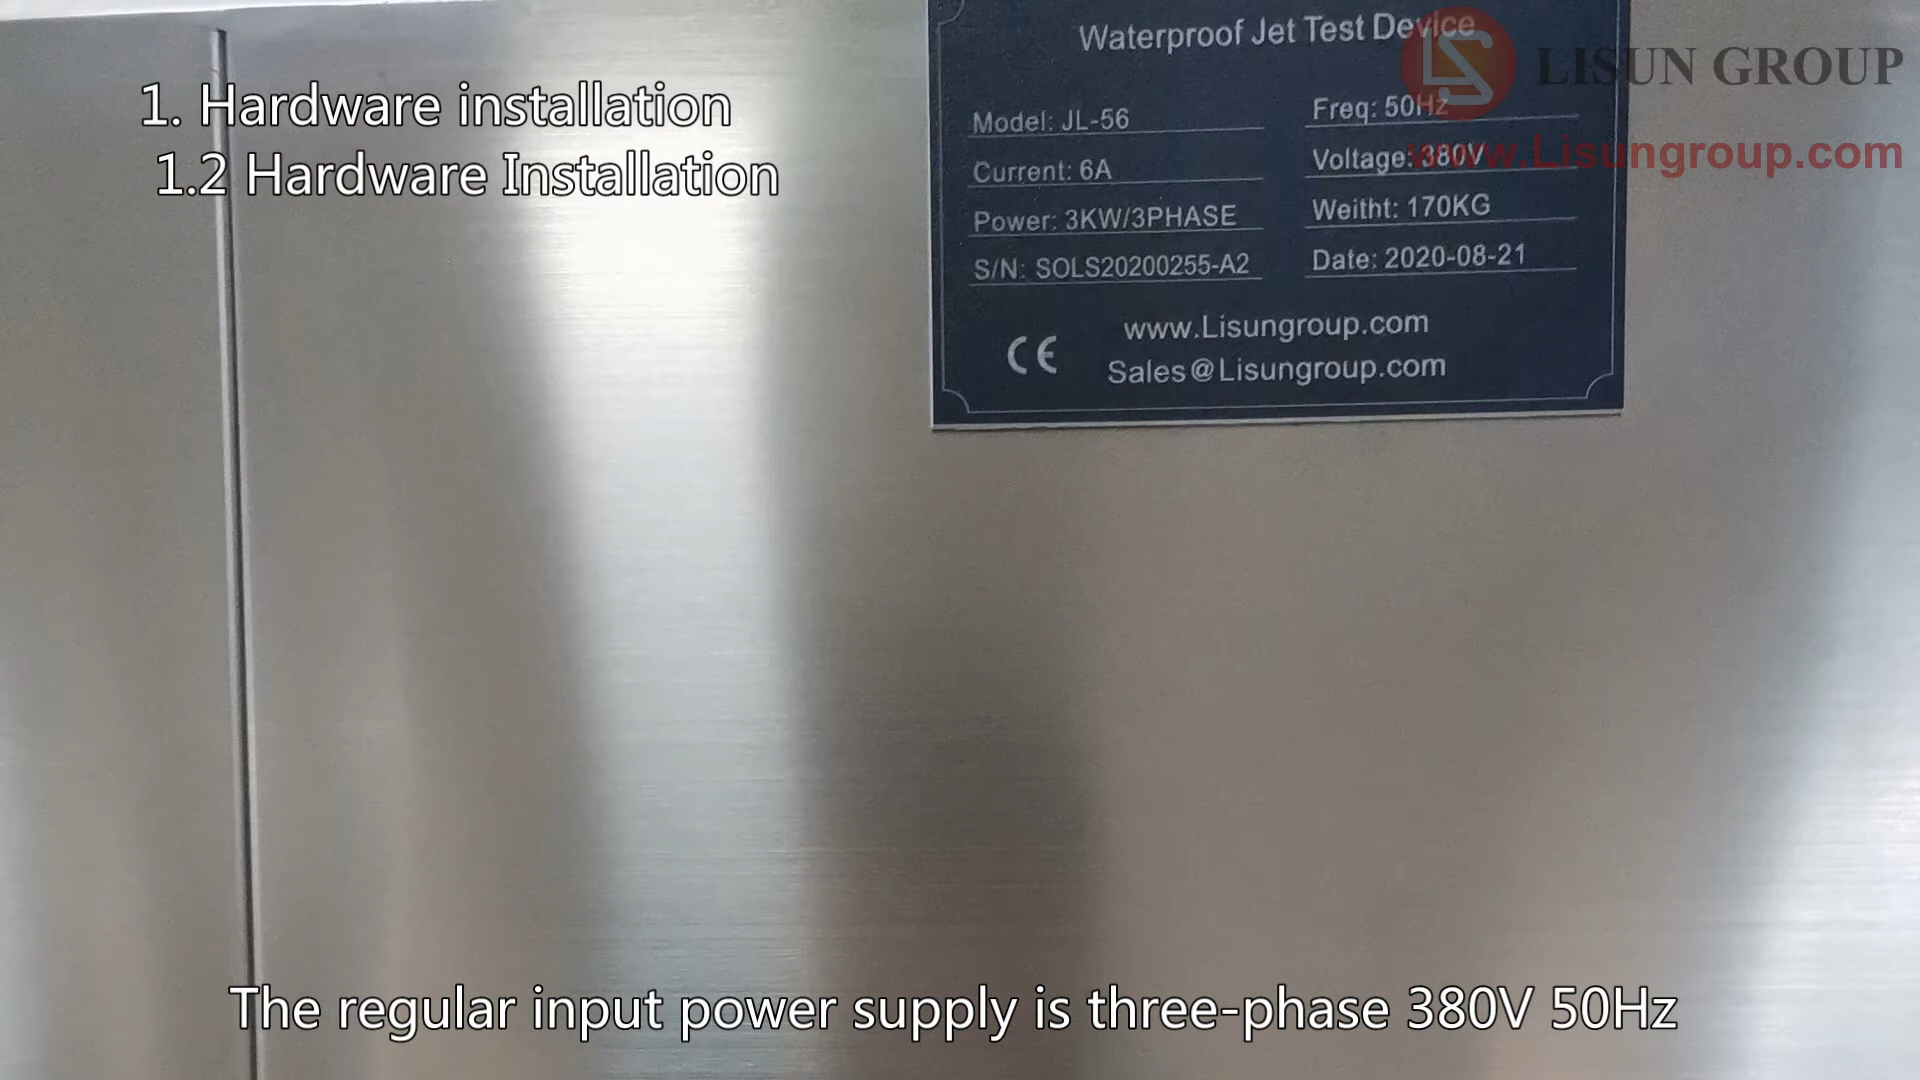 1. Hardware installation
1.2 Hardware Installation
Waterproof Jet Test Device
LS LISUN GROUP
www.Lisungroup.com
Model: JL-56
Freq: 50Hz
Current: 6A
Voltage: 380V
Power: 3KW/3PHASE
Weitht: 170KG
S/N: SOLS20200255-A2
Date: 2020-08-21
CE
www.Lisungroup.com
Sales@Lisungroup.com
The regular input power supply is three-phase 380V 50Hz